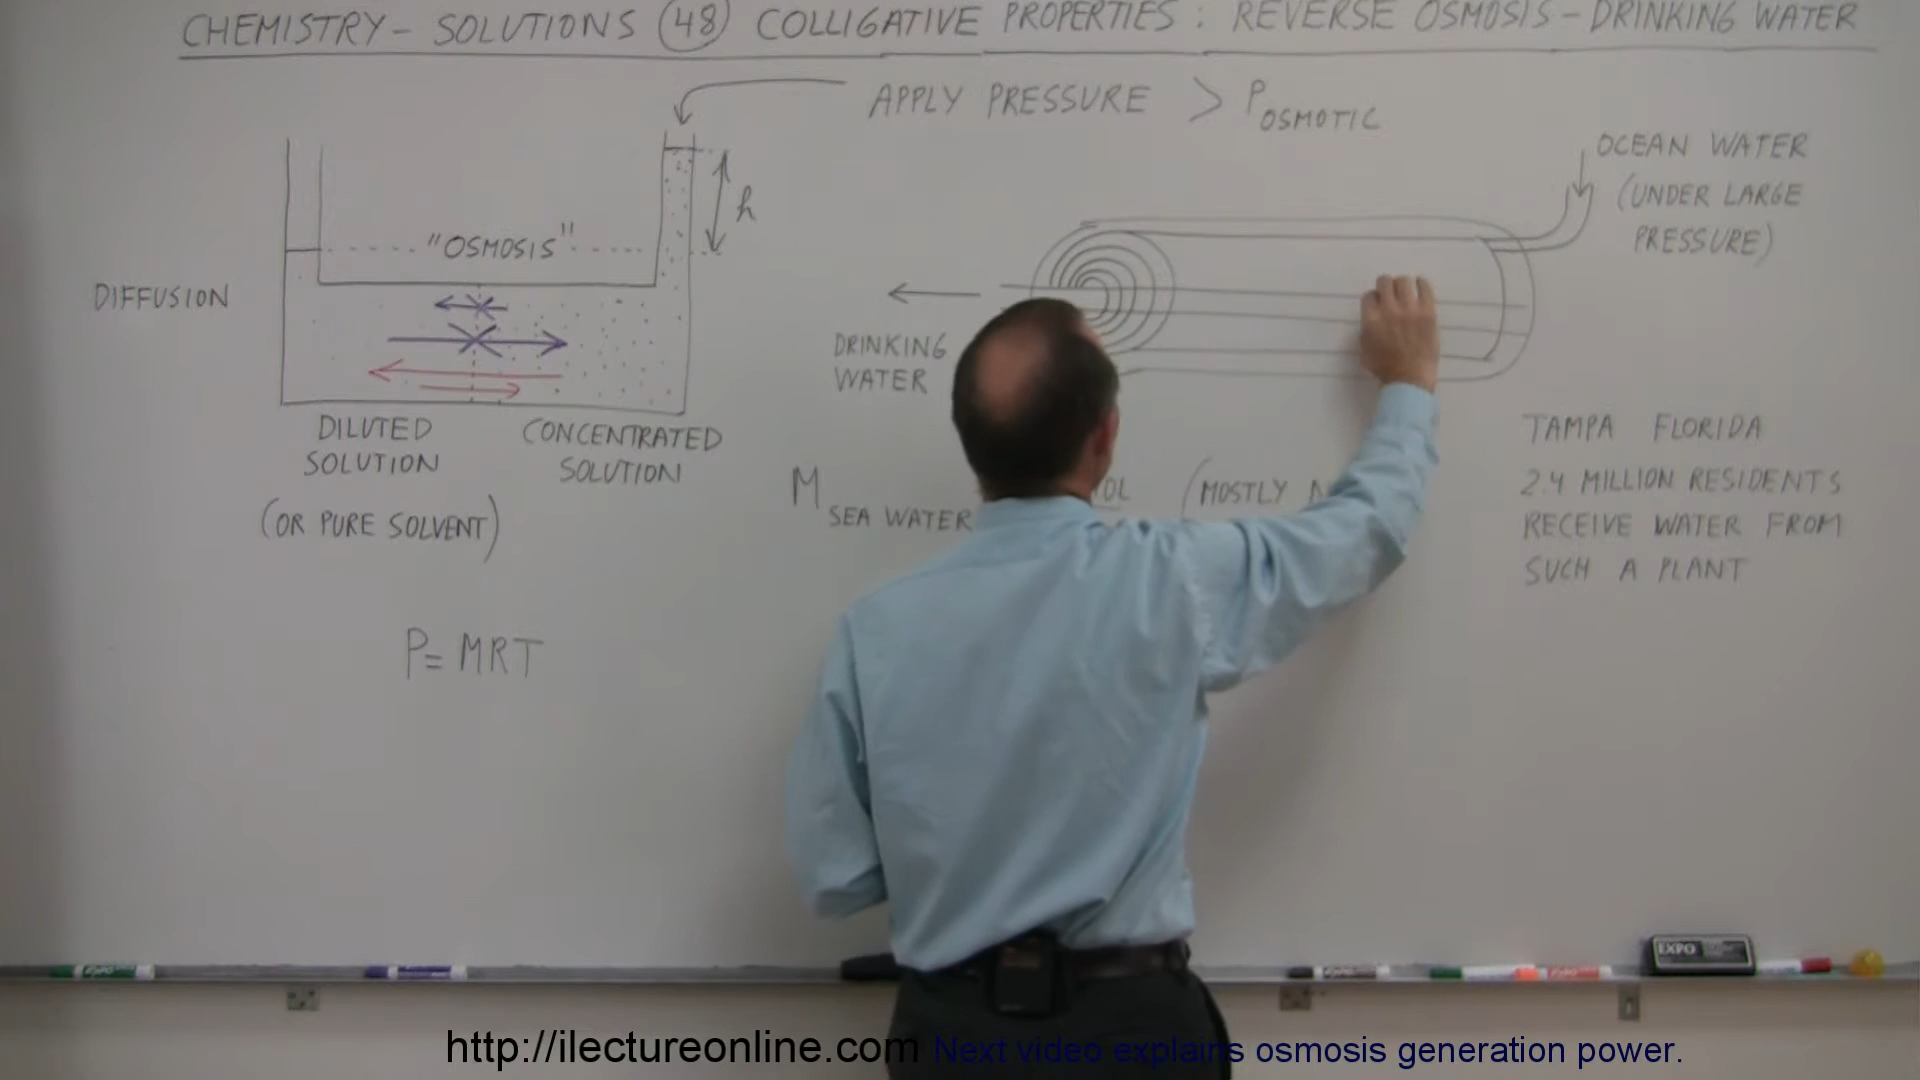 CHEMISTRY - SOLUTIONS 48 COLLIGATIVE PROPERTIES : REVERSE OSMOSIS - DRINKING WATER
APPLY PRESSURE > P OSMOTIC
OCEAN WATER
(UNDER LARGE
PRESSURE)
h
"OSMOSIS"
DIFFUSION
DRINKING
WATER
DILUTED
SOLUTION
(OR PURE SOLVENT)
CONCENTRATED
SOLUTION
M SEA WATER
(MOSTLY
TAMPA FLORIDA
2.4 MILLION RESIDENTS
RECEIVE WATER FROM
SUCH A PLANT
P = MRT
EXPO
http://ilectureonline.com Next video explains osmosis generation power.